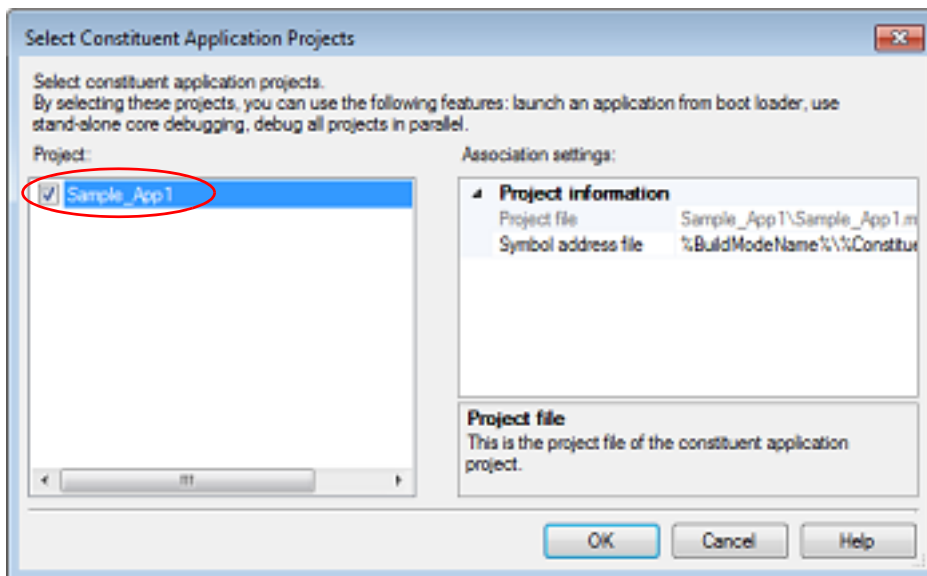 Select Constituent Application Projects
Select constituent application projects.
By selecting these projects, you can use the following features: launch an application from boot loader, use
stand-alone core debugging, debug all projects in parallel.
Project:
Sample_App1
Association settings:
Project information
Project file Sample_App1\Sample_App1.m
Symbol address file %BuildModeName%\%Constitue
Project file
This is the project file of the constituent application
project.
OK Cancel Help